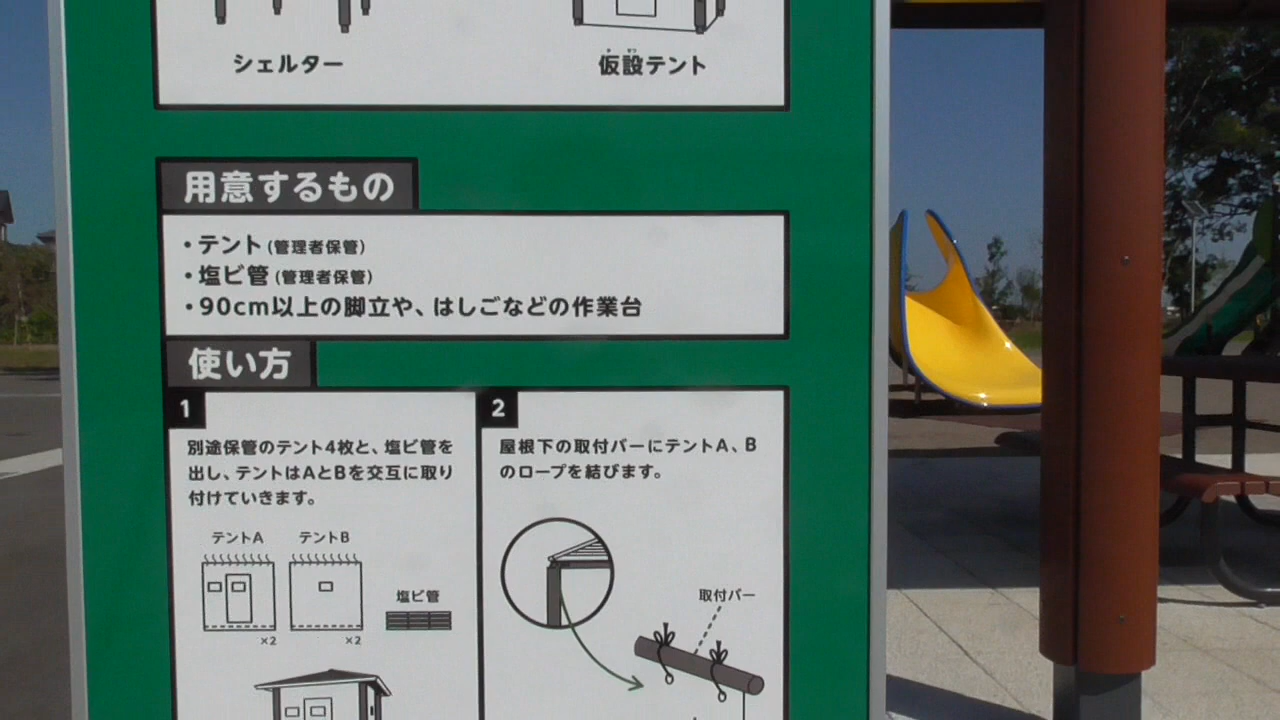 シェルター
仮設テント
用意するもの
・テント(管理者保管)
・塩ビ管(管理者保管)
・90cm以上の脚立や、はしごなどの作業台
使い方
1
別途保管のテント4枚と、塩ビ管を
出し、テントはAとBを交互に取り
付けていきます。
テントA
テントB
塩ビ管
×2
×2
2
屋根下の取付バーにテントA、B
のロープを結びます。
取付バー